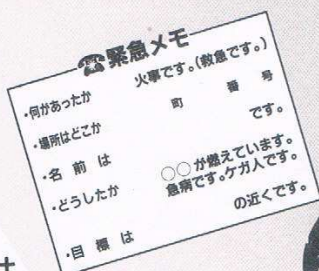 ☎緊急メモ
・何かあったか 火事です。(救急です。)
・場所はどこか 町 番 号
・名前は です。
・どうしたか ○○が燃えています。
急病です。ケガ人です。
・目標は の近くです。